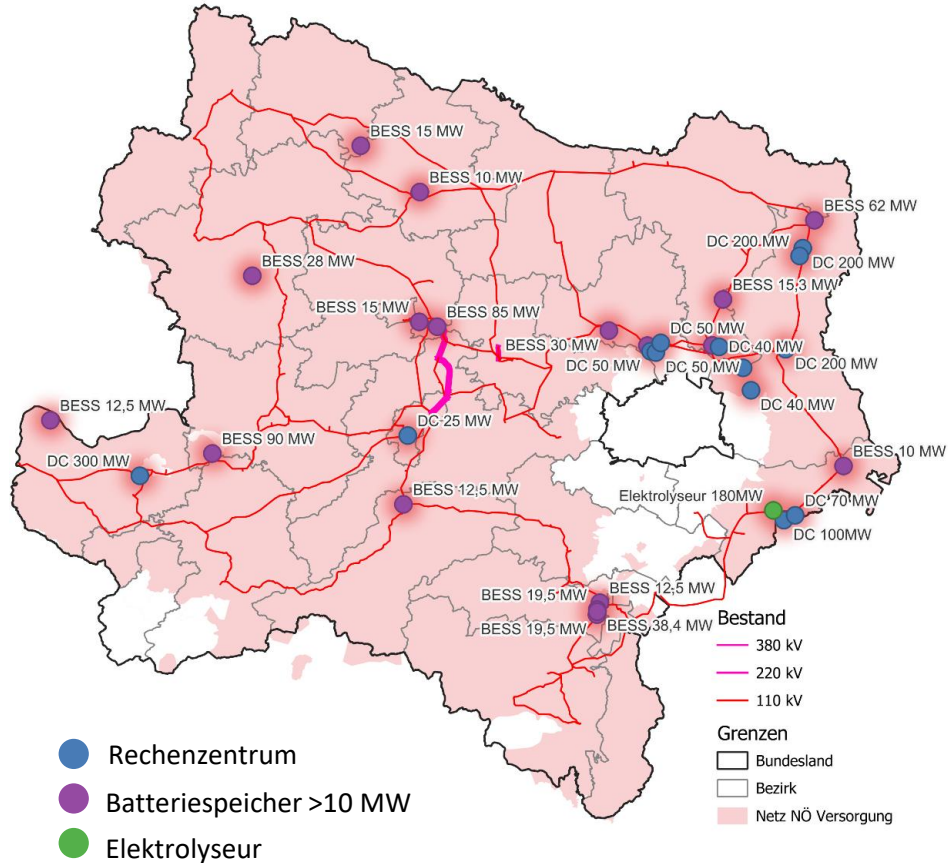 BESS 15 MW
BESS 10 MW
BESS 62 MW
DC 200 MW
DC 200 MW
BESS 28 MW
BESS 15,3 MW
BESS 15 MW
BESS 85 MW
DC 50 MW
BESS 30 MW
DC 40 MW
DC 50 MW
DC 50 MW
DC 200 MW
DC 40 MW
BESS 12,5 MW
DC 25 MW
BESS 90 MW
DC 300 MW
BESS 10 MW
BESS 12,5 MW
Elektrolyseur 180MW
DC 70 MW
DC 100MW
BESS 19,5 MW
BESS 12,5 MW
BESS 19,5 MW
BESS 38,4 MW
Bestand
380 kV
220 kV
110 kV
Grenzen
Bundesland
Bezirk
Netz NÖ Versorgung
Rechenzentrum
Batteriespeicher >10 MW
Elektrolyseur